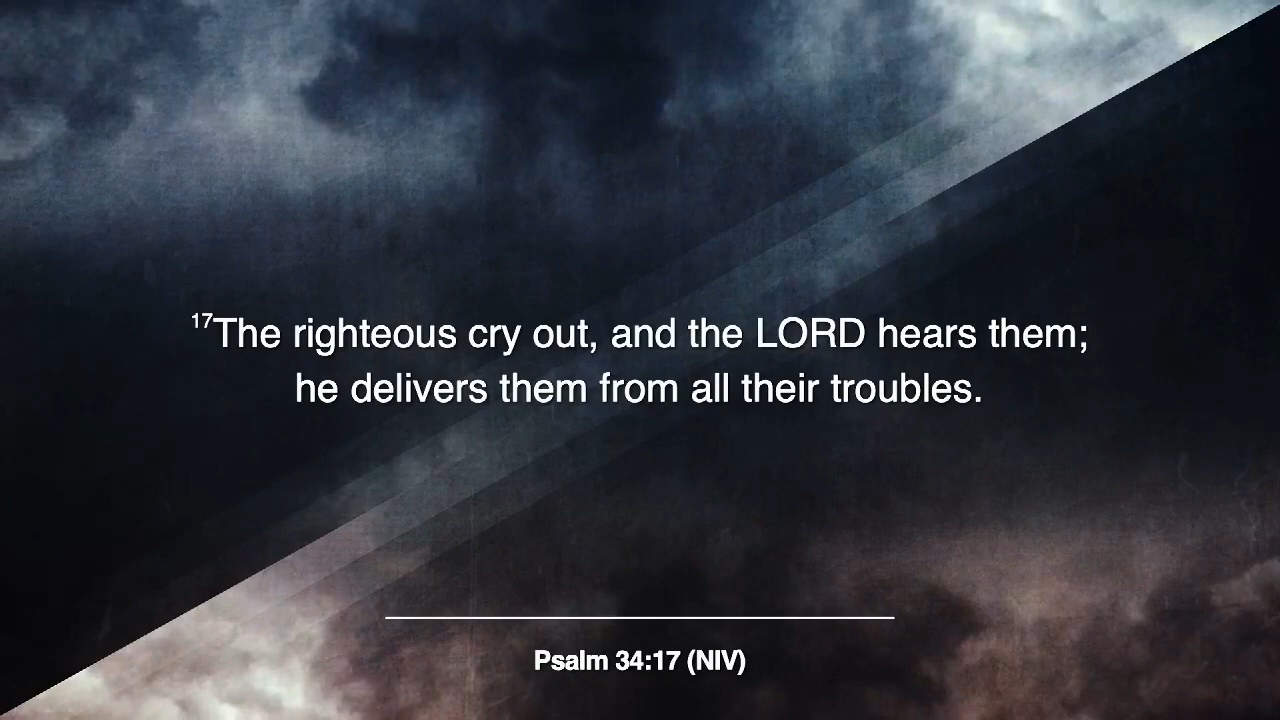 17The righteous cry out, and the LORD hears them;
he delivers them from all their troubles.
Psalm 34:17 (NIV)